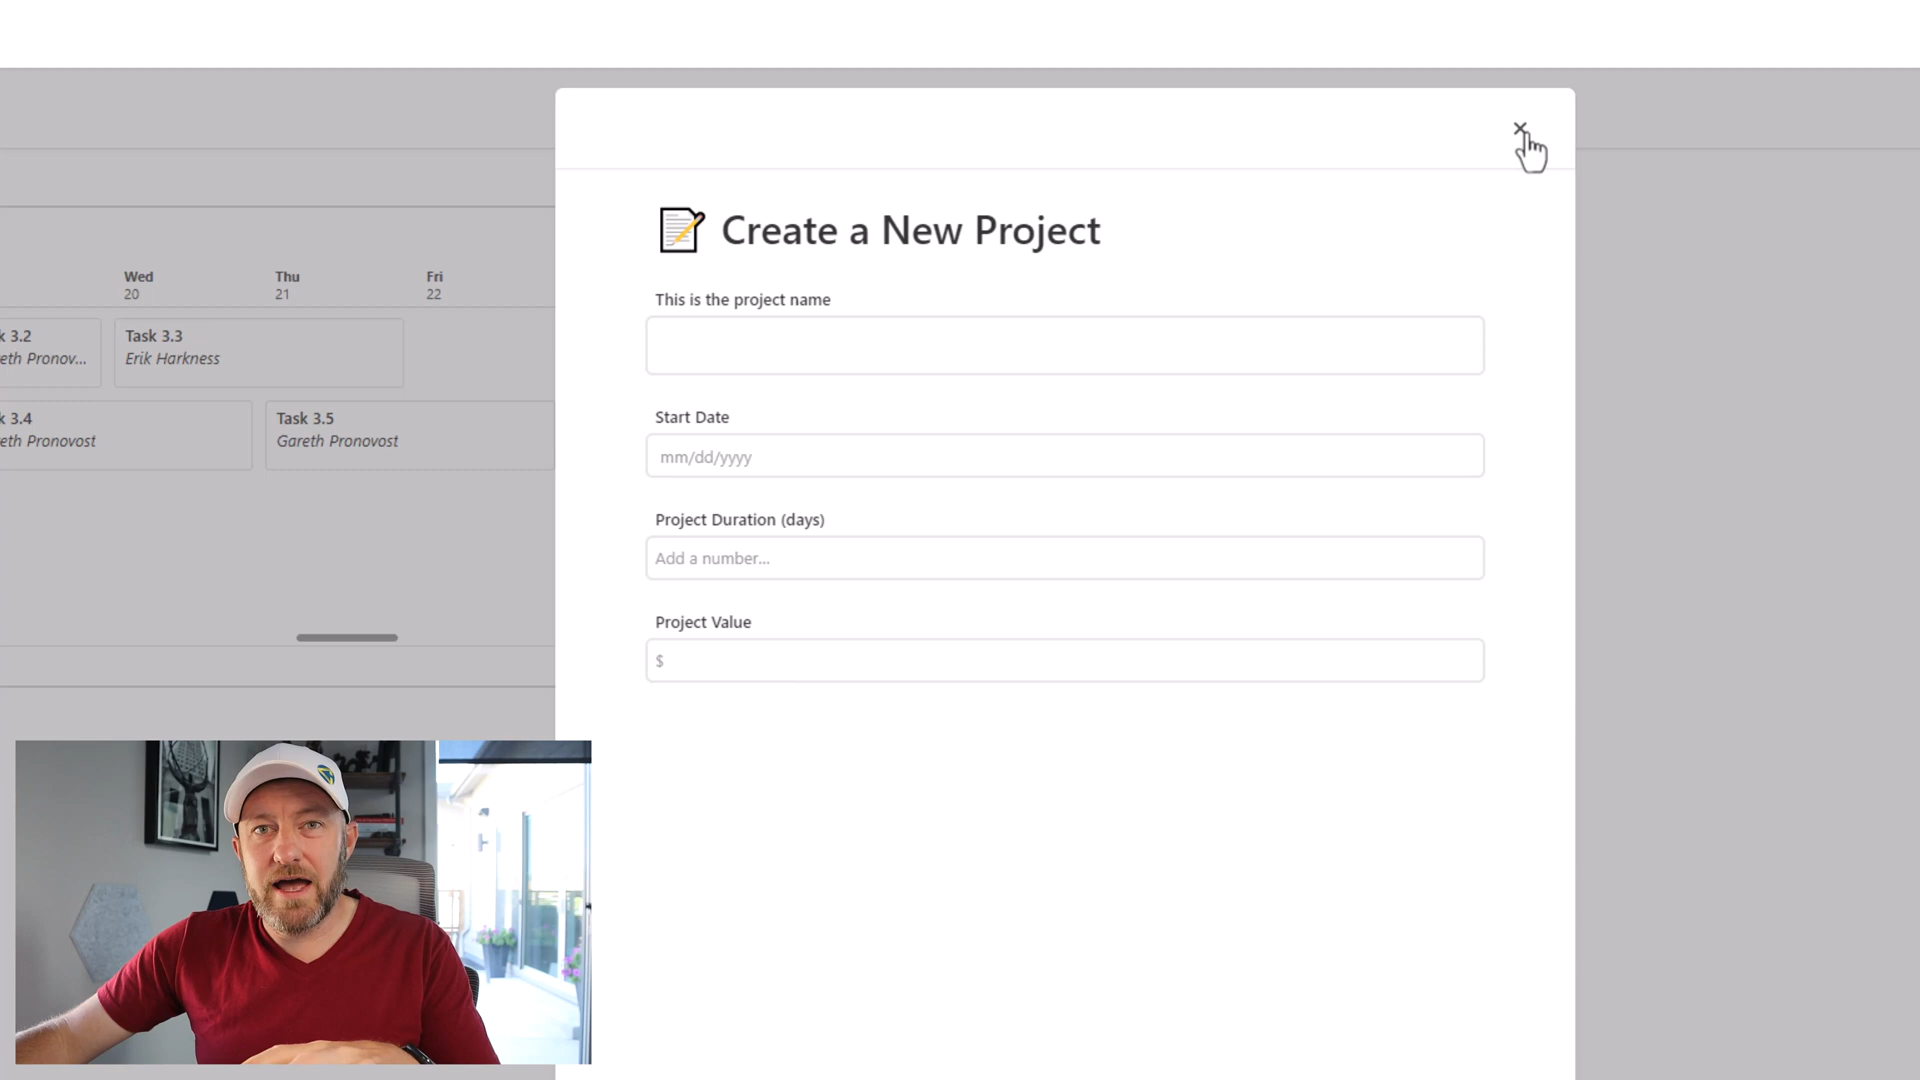 Create a New Project
This is the project name
Start Date
mm/dd/yyyy
Project Duration (days)
Add a number...
Project Value
$
Wed
20
Thu
21
Fri
22
k 3.2
eth Pronov...
Task 3.3
Erik Harkness
k 3.4
eth Pronovost
Task 3.5
Gareth Pronovost